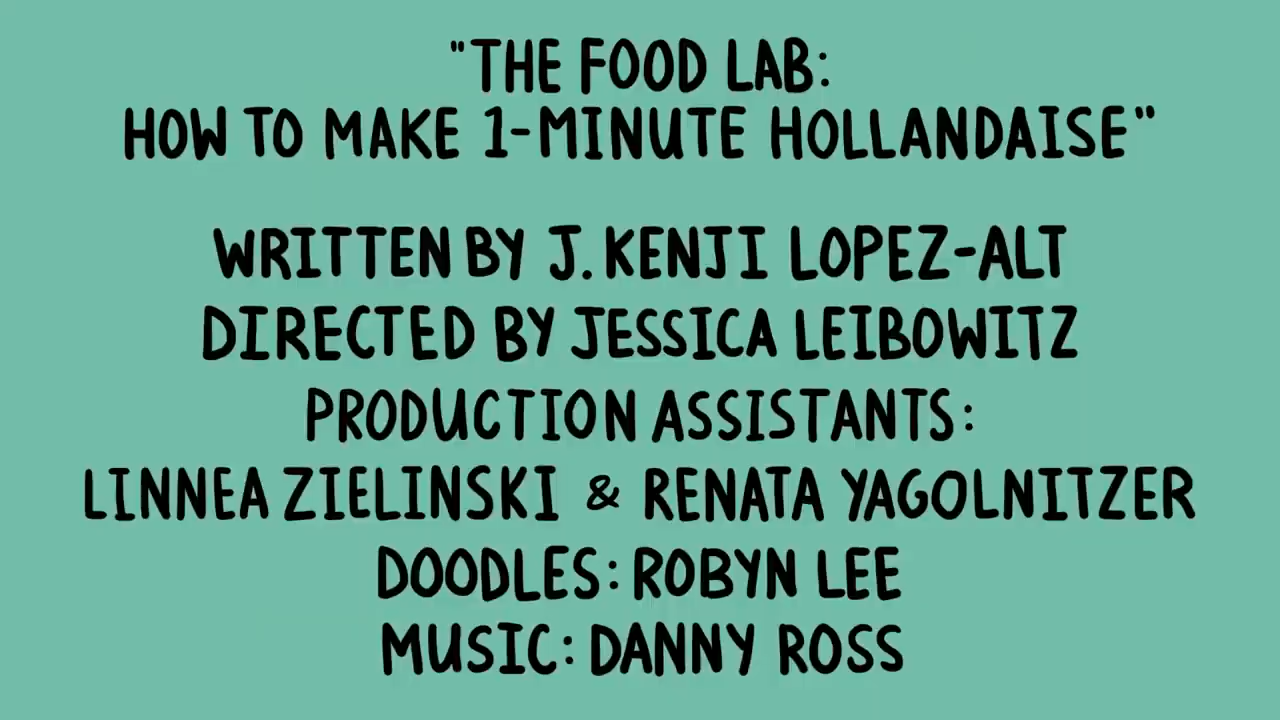 "THE FOOD LAB:
HOW TO MAKE 1-MINUTE HOLLANDAISE"
WRITTEN BY J. KENJI LOPEZ-ALT
DIRECTED BY JESSICA LEIBOWITZ
PRODUCTION ASSISTANTS:
LINNEA ZIELINSKI & RENATA YAGOLNITZER
DOODLES: ROBYN LEE
MUSIC: DANNY ROSS